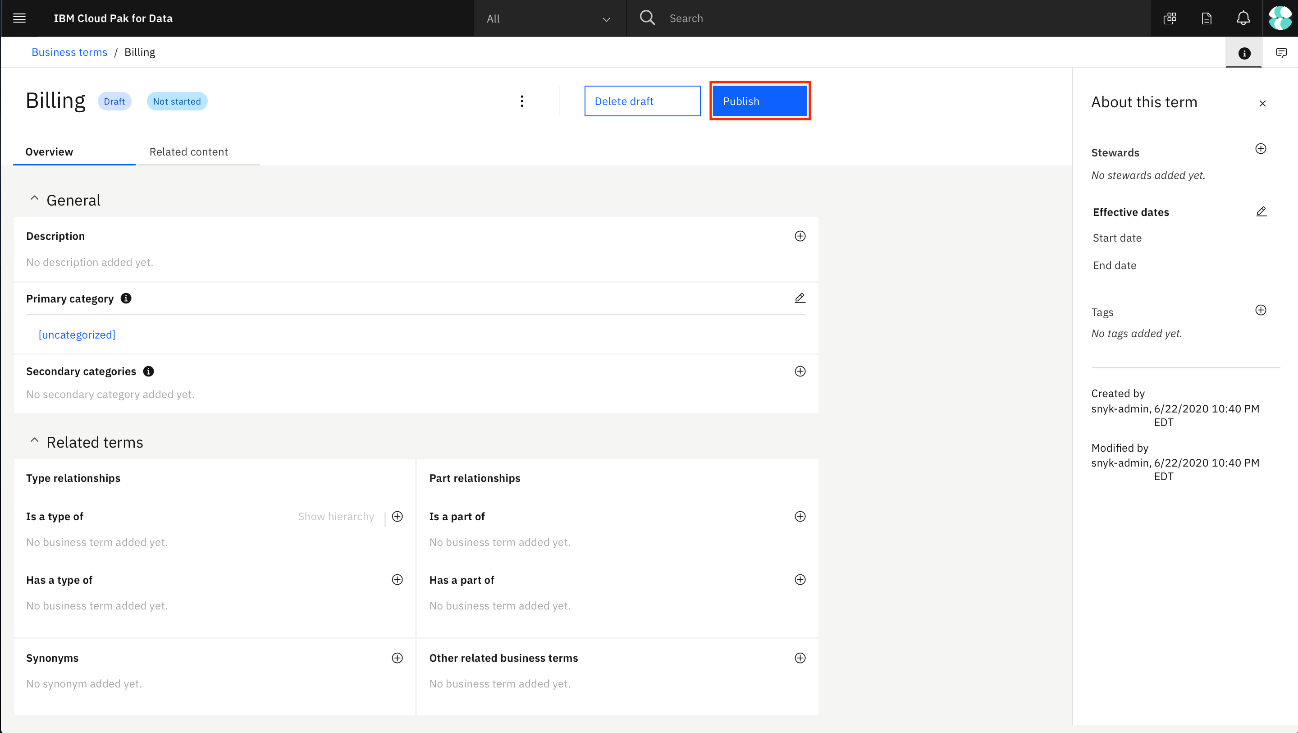 IBM Cloud Pak for Data
All
Search
Business terms / Billing
Billing
Draft
Not started
Delete draft
Publish
Overview
Related content
General
Description
No description added yet.
Primary category
[uncategorized]
Secondary categories
No secondary category added yet.
Related terms
Type relationships
Is a type of
Show hierarchy
No business term added yet.
Has a type of
No business term added yet.
Part relationships
Is a part of
No business term added yet.
Has a part of
No business term added yet.
Synonyms
No synonym added yet.
Other related business terms
No business term added yet.
About this term
Stewards
No stewards added yet.
Effective dates
Start date
End date
Tags
No tags added yet.
Created by
snyk-admin, 6/22/2020 10:40 PM
EDT
Modified by
snyk-admin, 6/22/2020 10:40 PM
EDT